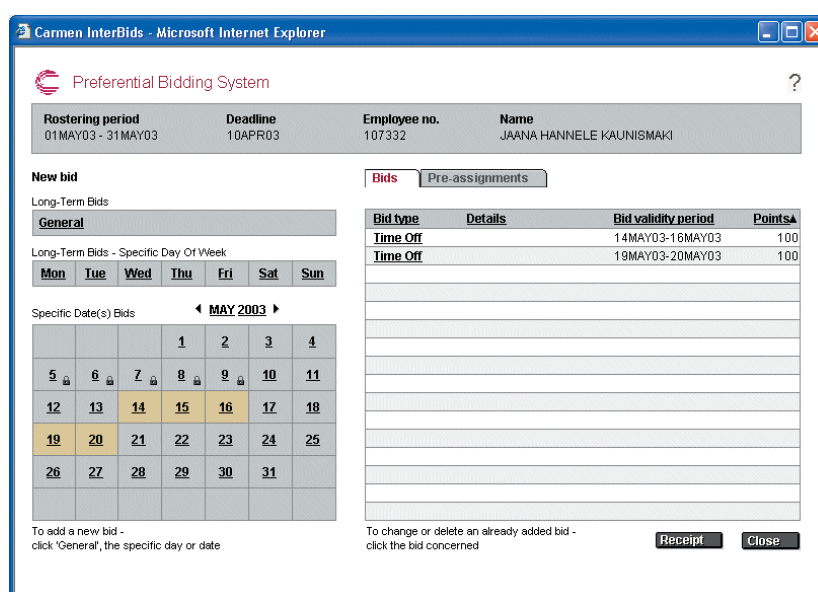 Carmen InterBids - Microsoft Internet Explorer
Preferential Bidding System
?
Rostering period Deadline Employee no. Name
01MAY03 - 31MAY03 10APR03 107332 JAANA HANNELE KAUNISMAKI
New bid
Long-Term Bids
General
Long-Term Bids - Specific Day Of Week
Mon Tue Wed Thu Fri Sat Sun
Specific Date(s) Bids MAY 2003
1 2 3 4
5 6 7 8 9 10 11
12 13 14 15 16 17 18
19 20 21 22 23 24 25
26 27 28 29 30 31
To add a new bid -
click 'General', the specific day or date
Bids Pre-assignments
Bid type Details Bid validity period Points
Time Off 14MAY03-16MAY03 100
Time Off 19MAY03-20MAY03 100
To change or delete an already added bid -
click the bid concerned
Receipt Close